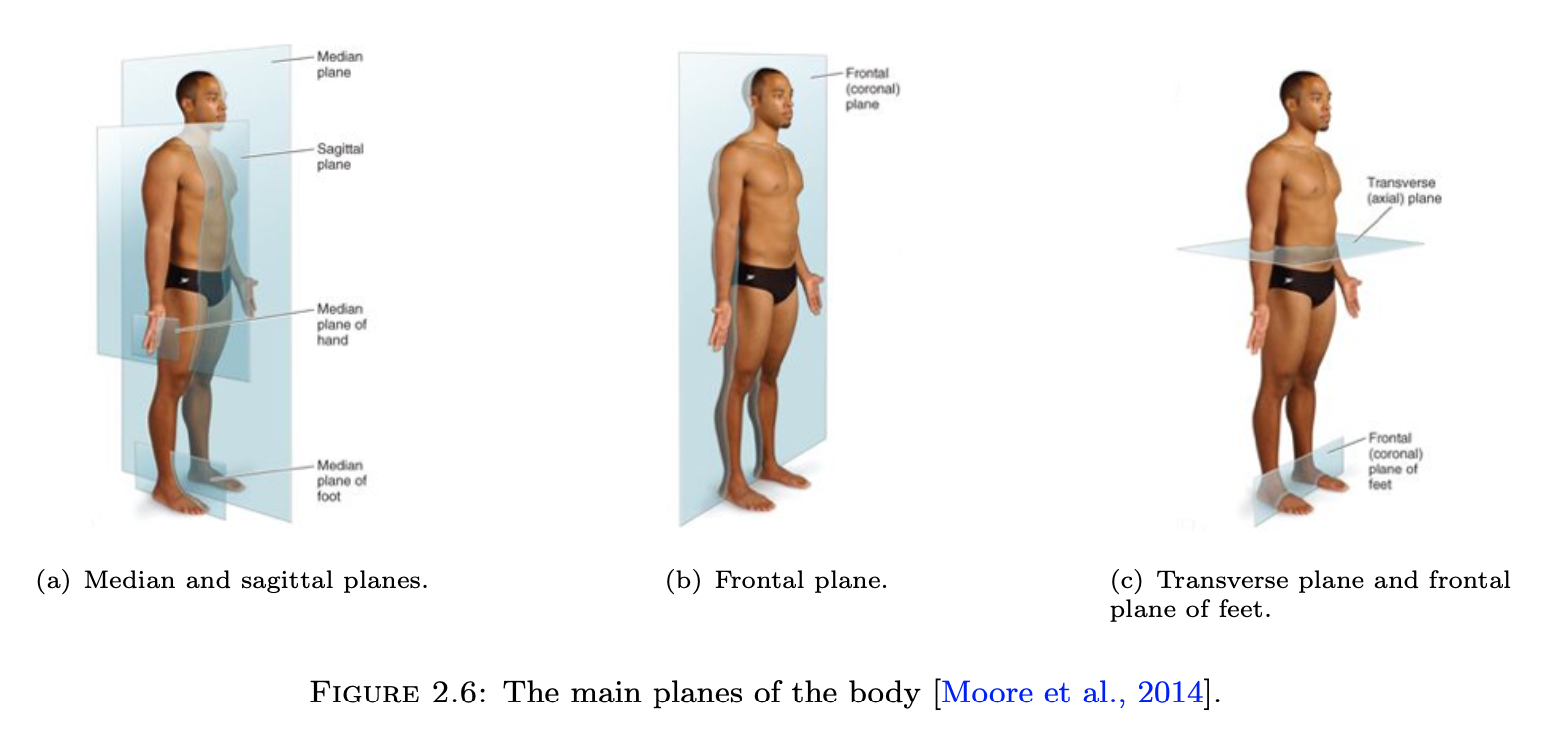 Median
plane
Sagittal
plane
Median
plane of
hand
Median
plane of
foot
(a) Median and sagittal planes.
Frontal
(coronal)
plane
(b) Frontal plane.
Transverse
(axial) plane
Frontal
(coronal)
plane of
feet
(c) Transverse plane and frontal
plane of feet.
Figure 2.6: The main planes of the body [Moore et al., 2014].